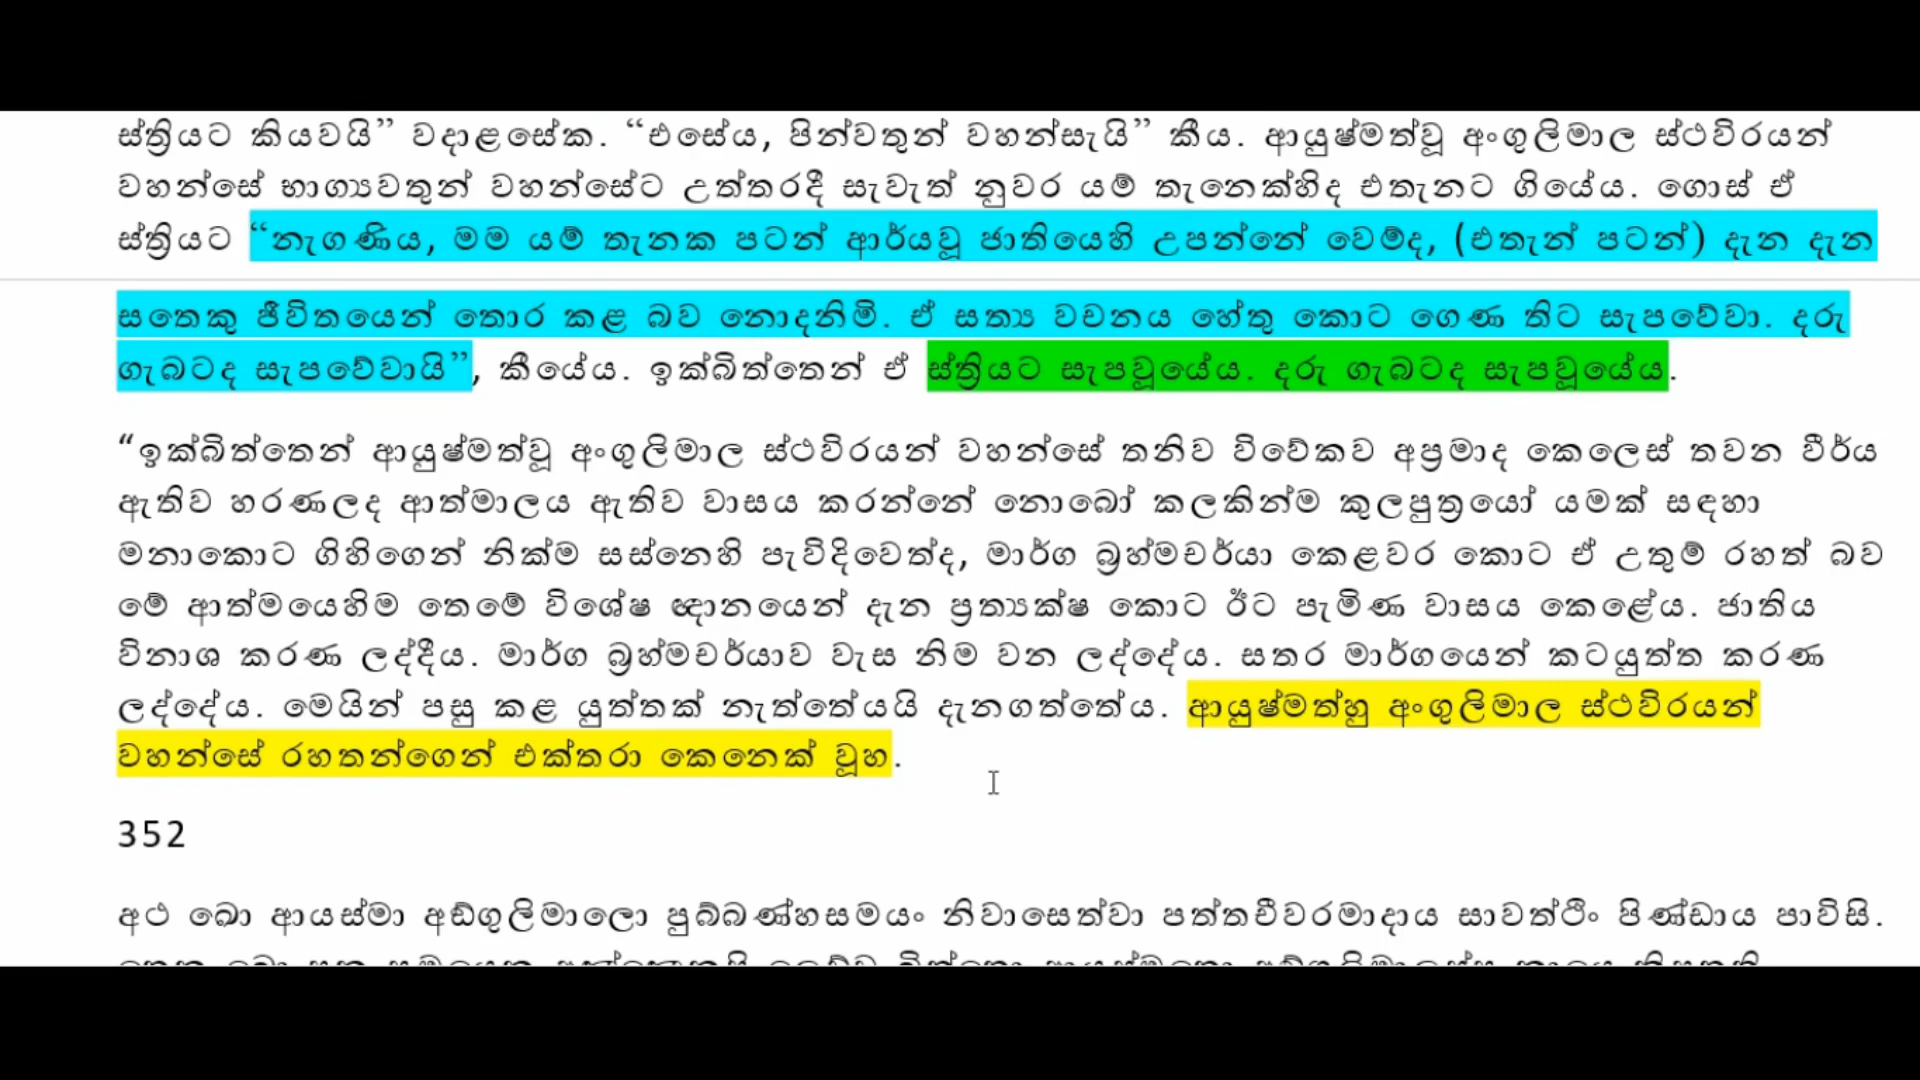 ස්ත්‍රියට කියවයි” වදාළසේක. “එසේය, පින්වතුන් වහන්සැයි” කීය. ආයුෂ්මත්වූ අංගුලිමාල ස්ථවිරයන්
වහන්සේ භාග්‍යවතුන් වහන්සේට උත්තරදී සැවැත් නුවර යම් තැනෙක්හිද එතැනට ගියේය. ගොස් ඒ
ස්ත්‍රියට “නැගණිය, මම යම් තැනක පටන් ආර්යවූ ජාතියෙහි උපන්නේ වෙම්ද, (එතැන් පටන්) දැන දැන
සතෙකු ජීවිතයෙන් තොර කළ බව නොදනිමි. ඒ සත්‍ය වචනය හේතු කොට ගෙණ තිට සැපවේවා. දරු
ගැබටද සැපවේවායි”, කීයේය. ඉක්බිත්තෙන් ඒ ස්ත්‍රියට සැපවූයේය. දරු ගැබටද සැපවූයේය.
“ඉක්බිත්තෙන් ආයුෂ්මත්වූ අංගුලිමාල ස්ථවිරයන් වහන්සේ තනිව විවේකව අප්‍රමාද කෙලෙස් තවන වීර්ය
ඇතිව හරණලද ආත්මාලය ඇතිව වාසය කරන්නේ නොබෝ කලකින්ම කුලපුත්‍රයෝ යමක් සඳහා
මනාකොට ගිහිගෙන් නික්ම සස්නෙහි පැවිදිවෙත්ද, මාර්ග බ්‍රහ්මචර්යා කෙළවර කොට ඒ උතුම් රහත් බව
මේ ආත්මයෙහිම තෙමේ විශේෂ ඥානයෙන් දැන ප්‍රත්‍යක්ෂ කොට ඊට පැමිණ වාසය කෙළේය. ජාතිය
විනාශ කරණ ලද්දීය. මාර්ග බ්‍රහ්මචර්යාව වැස නිම වන ලද්දේය. සතර මාර්ගයෙන් කටයුත්ත කරණ
ලද්දේය. මෙයින් පසු කළ යුත්තක් නැත්තේයයි දැනගත්තේය. ආයුෂ්මත්හු අංගුලිමාල ස්ථවිරයන්
වහන්සේ රහතන්ගෙන් එක්තරා කෙනෙක් වූහ.
352
අථ ඛො ආයස්මා අඞ්ගුලිමාලො පුබ්බණ්හසමයං නිවාසෙත්වා පත්තචීවරමාදාය සාවත්ථිං පිණ්ඩාය පාවිසි.